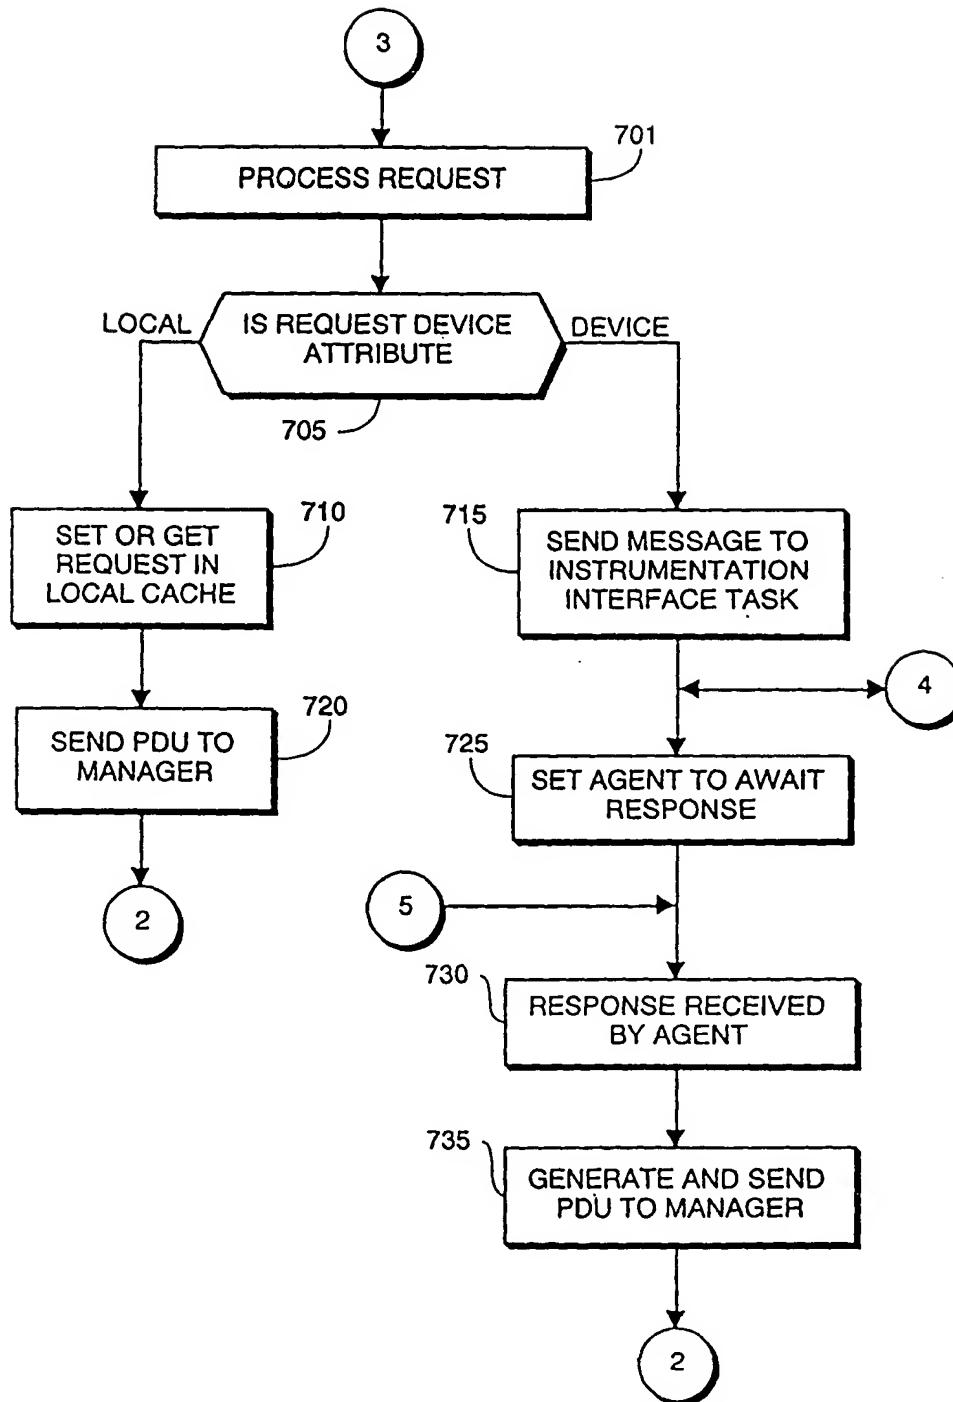 3
701
PROCESS REQUEST
LOCAL
IS REQUEST DEVICE
ATTRIBUTE
DEVICE
705
710
SET OR GET
REQUEST IN
LOCAL CACHE
715
SEND MESSAGE TO
INSTRUMENTATION
INTERFACE TASK
4
720
SEND PDU TO
MANAGER
725
SET AGENT TO AWAIT
RESPONSE
2
5
730
RESPONSE RECEIVED
BY AGENT
735
GENERATE AND SEND
PDU TO MANAGER
2